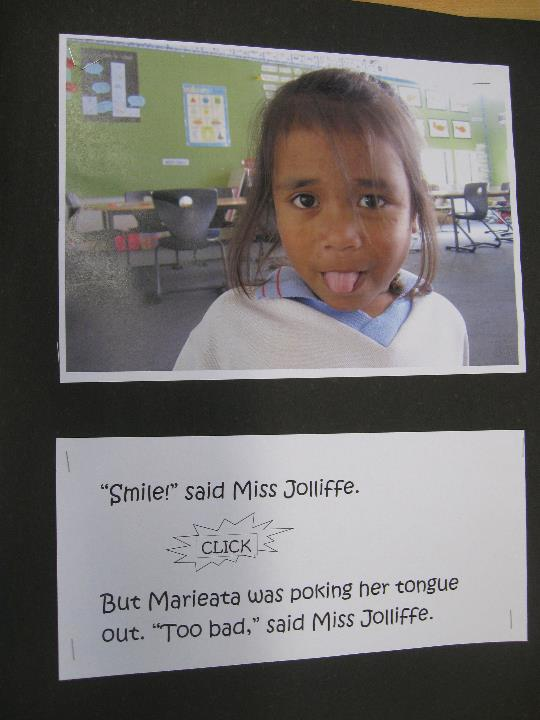 “Smile!” said Miss Jolliffe.
CLICK
But Marieata was poking her tongue
out. “Too bad,” said Miss Jolliffe.